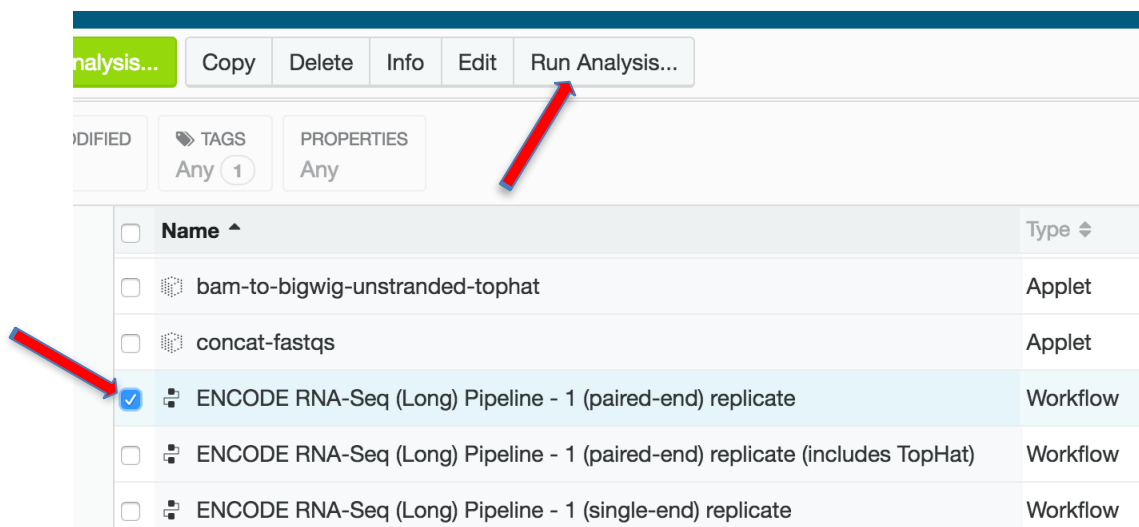 nalysis... Copy Delete Info Edit Run Analysis...
DIFIED TAGS PROPERTIES
Any 1 Any
Name Type
bam-to-bigwig-unstranded-tophat Applet
concat-fastqs Applet
ENCODE RNA-Seq (Long) Pipeline - 1 (paired-end) replicate Workflow
ENCODE RNA-Seq (Long) Pipeline - 1 (paired-end) replicate (includes TopHat) Workflow
ENCODE RNA-Seq (Long) Pipeline - 1 (single-end) replicate Workflow